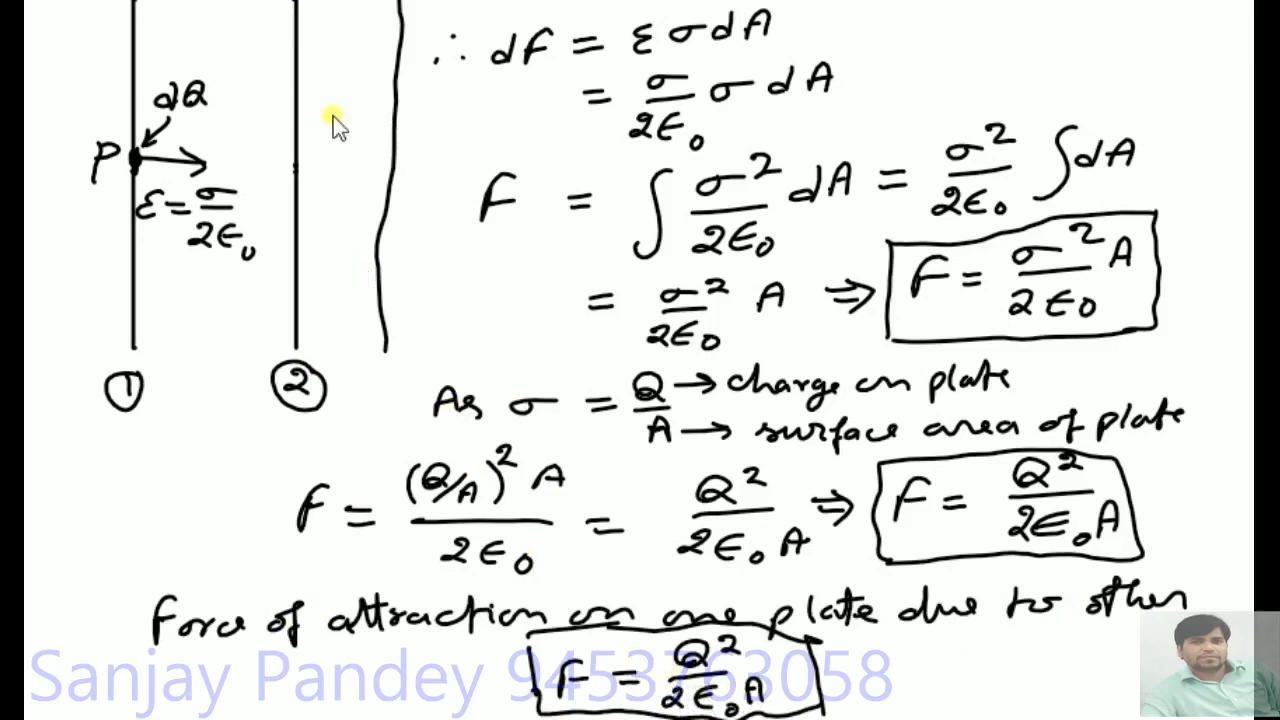 ∴ dF = ε σ dA
= σ/2ε₀ σ dA
dQ
P
ε = σ/2ε₀
F = ∫ σ²/2ε₀ dA = σ²/2ε₀ ∫dA
= σ²/2ε₀ A ⇒ F = σ²A/2ε₀
① ②
As σ = Q/A
Q → charge on plate
A → surface area of plate
F = (Q/A)² A/2ε₀ = Q²/2ε₀A ⇒ F = Q²/2ε₀A
Force of attraction on one plate due to other
F = Q²/2ε₀A
Sanjay Pandey 9453763058